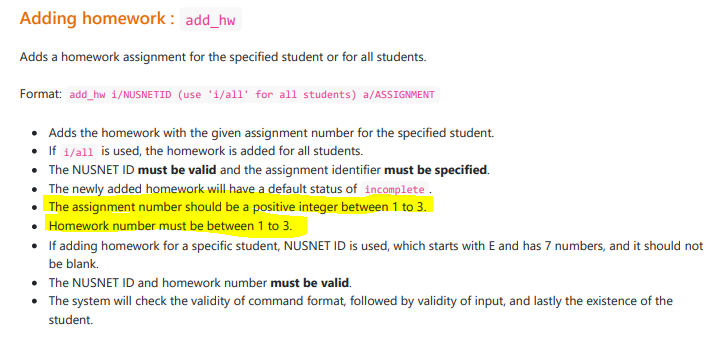 Adding homework : add_hw
Adds a homework assignment for the specified student or for all students.
Format: add_hw i/NUSNETID (use 'i/all' for all students) a/ASSIGNMENT
• Adds the homework with the given assignment number for the specified student.
• If i/all is used, the homework is added for all students.
• The NUSNET ID must be valid and the assignment identifier must be specified.
• The newly added homework will have a default status of incomplete .
• The assignment number should be a positive integer between 1 to 3.
• Homework number must be between 1 to 3.
• If adding homework for a specific student, NUSNET ID is used, which starts with E and has 7 numbers, and it should not
be blank.
• The NUSNET ID and homework number must be valid.
• The system will check the validity of command format, followed by validity of input, and lastly the existence of the
student.